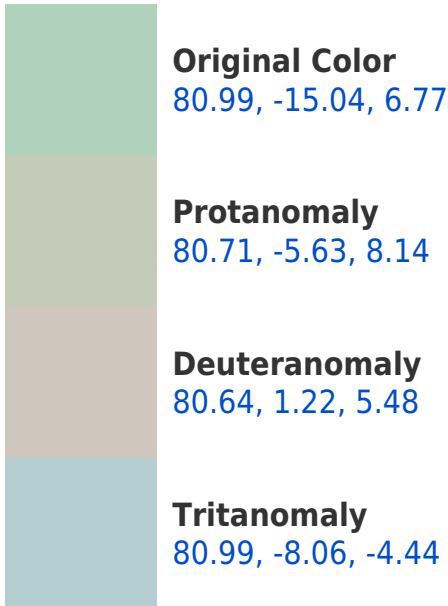 Original Color
80.99, -15.04, 6.77
Protanomaly
80.71, -5.63, 8.14
Deuteranomaly
80.64, 1.22, 5.48
Tritanomaly
80.99, -8.06, -4.44